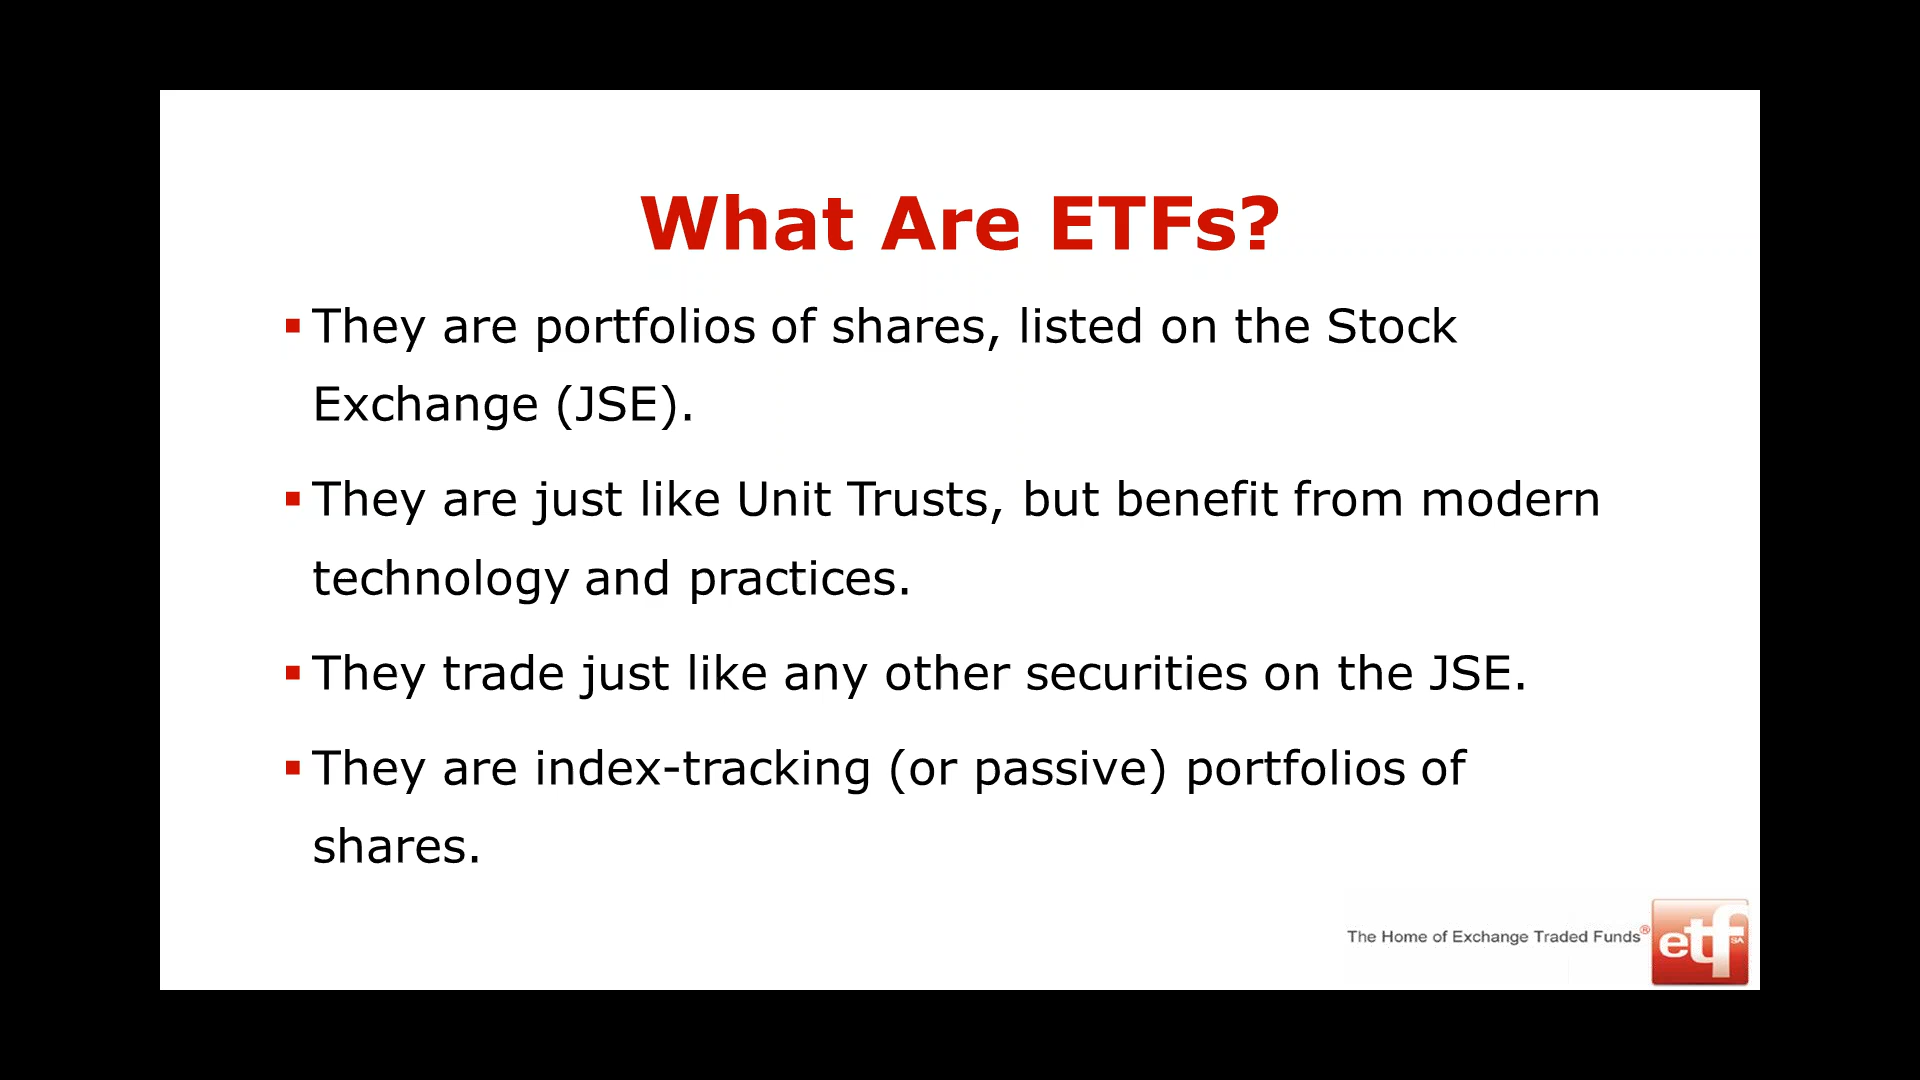 What Are ETFs?
▪ They are portfolios of shares, listed on the Stock
Exchange (JSE).
▪ They are just like Unit Trusts, but benefit from modern
technology and practices.
▪ They trade just like any other securities on the JSE.
▪ They are index-tracking (or passive) portfolios of
shares.
The Home of Exchange Traded Funds®
etf
SA